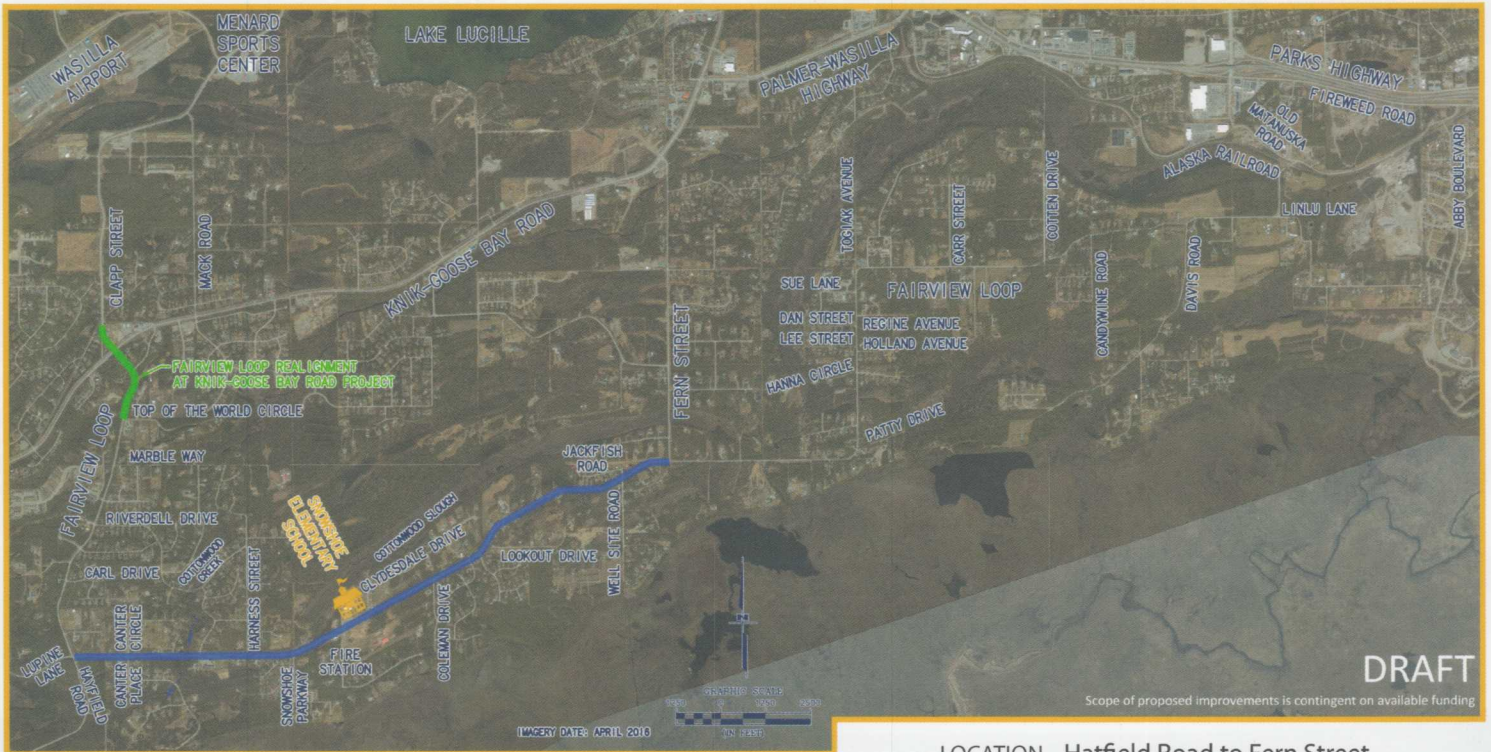 WASILLA
AIRPORT
MENARD
SPORTS
CENTER
LAKE LUCILLE
PALMER-WASILLA
HIGHWAY
PARKS HIGHWAY
FIREWEED ROAD
OLD
MATANUSKA
ROAD
ALASKA RAILROAD
ABBY BOULEVARD
LINLU LANE
CLAPP STREET
MACK ROAD
KNIK-GOOSE BAY ROAD
TOGIAK AVENUE
CARR STREET
COTTEN DRIVE
CANDYWINE ROAD
DAVIS ROAD
SUE LANE
FAIRVIEW LOOP
DAN STREET
REGINE AVENUE
LEE STREET
HOLLAND AVENUE
FERN STREET
HANNA CIRCLE
PATTY DRIVE
FAIRVIEW LOOP REALIGNMENT
AT KNIK-GOOSE BAY ROAD PROJECT
TOP OF THE WORLD CIRCLE
FAIRVIEW LOOP
MARBLE WAY
JACKFISH
ROAD
RIVERDELL DRIVE
SNOWSHOE
ELEMENTARY
SCHOOL
COTTONWOOD SLOUGH
CLYDESDALE DRIVE
LOOKOUT DRIVE
WELL SITE ROAD
CARL DRIVE
COTTONWOOD
CREEK
HARNESS STREET
CANTER
CIRCLE
CANTER
PLACE
COLEMAN DRIVE
FIRE
STATION
LUPINE
LANE
HATFIELD
ROAD
SNOWSHOE
PARKWAY
N
GRAPHIC SCALE
1250 0 1250 2500
(IN FEET)
IMAGERY DATE: APRIL 2016
DRAFT
Scope of proposed improvements is contingent on available funding
LOCATION Hatfield Road to Fern Street